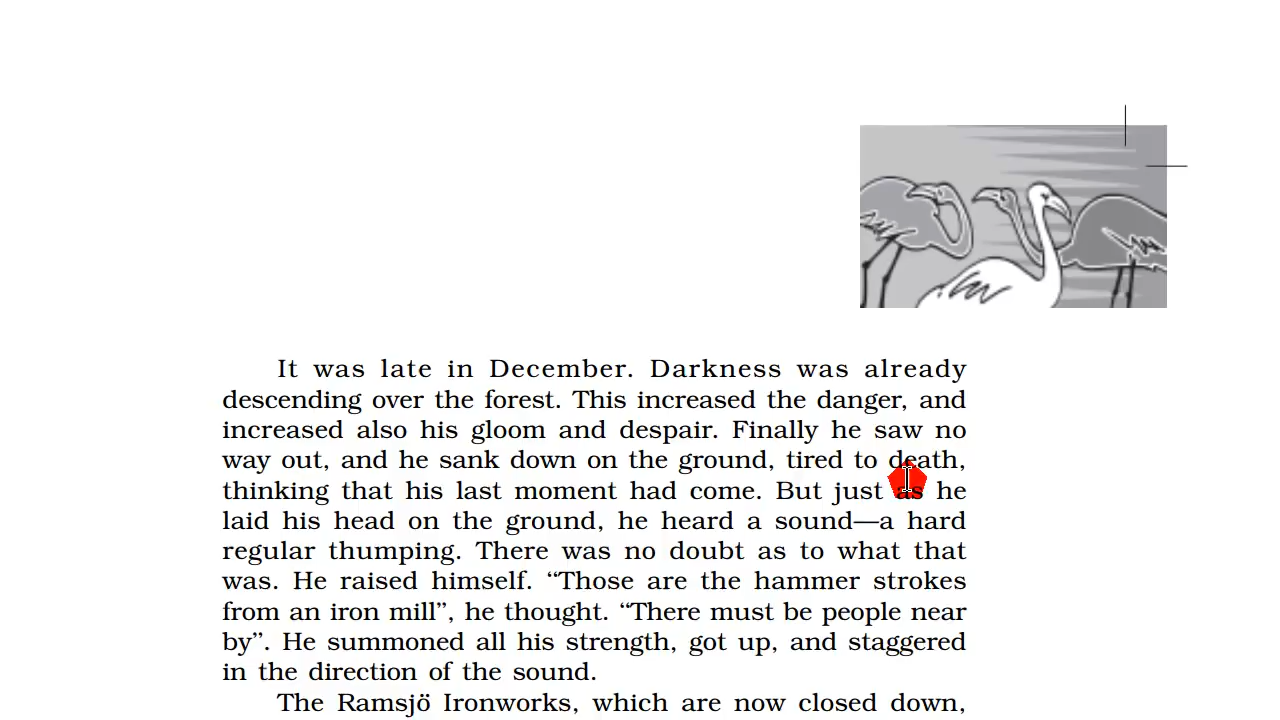 It was late in December. Darkness was already
descending over the forest. This increased the danger, and
increased also his gloom and despair. Finally he saw no
way out, and he sank down on the ground, tired to death,
thinking that his last moment had come. But just as he
laid his head on the ground, he heard a sound—a hard
regular thumping. There was no doubt as to what that
was. He raised himself. “Those are the hammer strokes
from an iron mill”, he thought. “There must be people near
by”. He summoned all his strength, got up, and staggered
in the direction of the sound.
The Ramsjö Ironworks, which are now closed down,